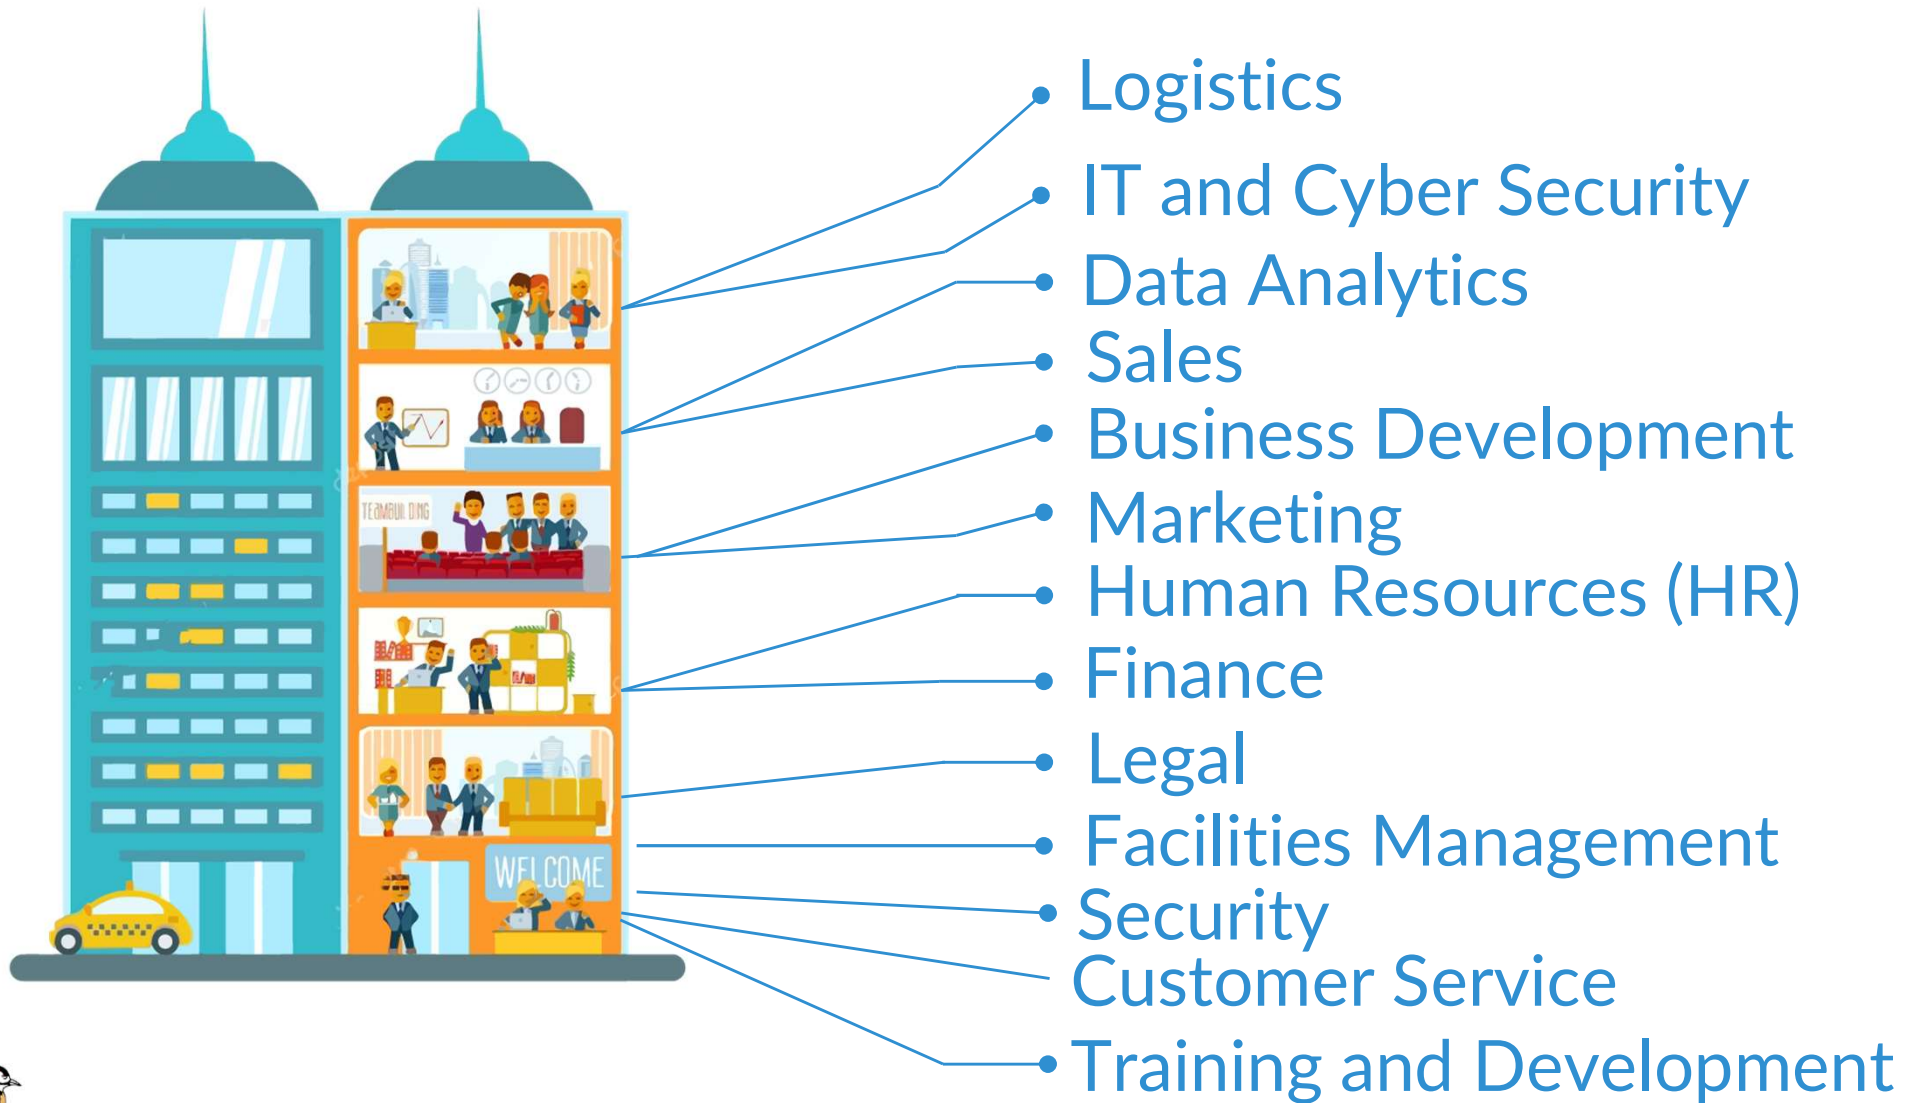 Logistics
IT and Cyber Security
Data Analytics
Sales
Business Development
TEAMBUILDING
Marketing
Human Resources (HR)
Finance
Legal
Facilities Management
WELCOME
Security
Customer Service
Training and Development